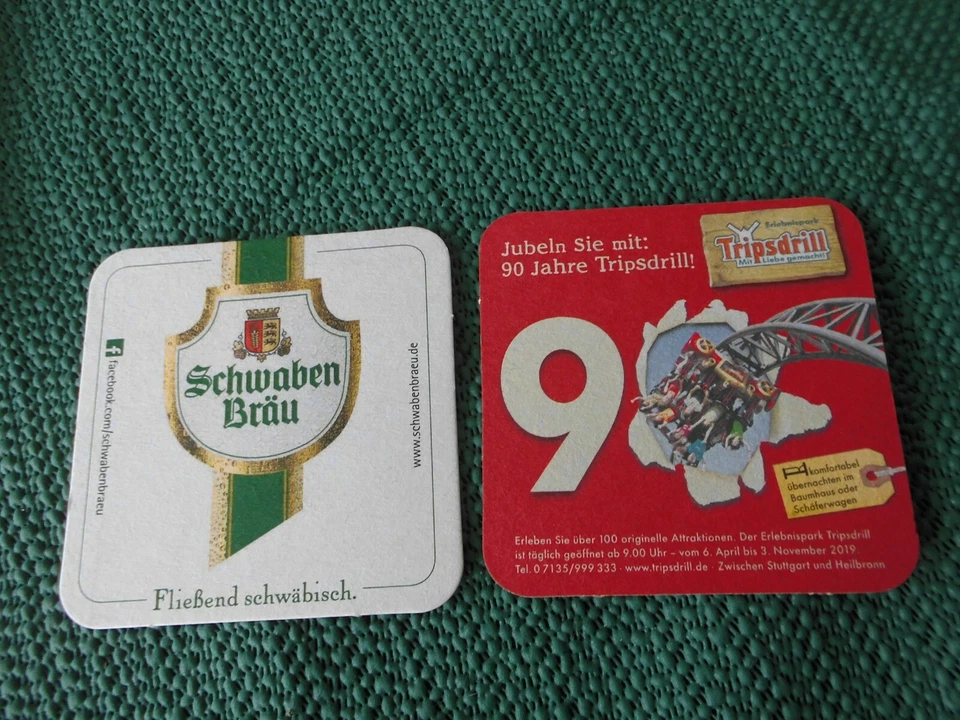 facebook.com/schwabenbraeu
Schwaben
Bräu
www.schwabenbraeu.de
Fließend schwäbisch.
Jubeln Sie mit:
90 Jahre Tripsdrill!
Erlebnispark
Tripsdrill
Mit Liebe gemacht!
90
komfortabel
übernachten im
Baumhaus oder
Schäferwagen
Erleben Sie über 100 originelle Attraktionen. Der Erlebnispark Tripsdrill
ist täglich geöffnet ab 9.00 Uhr – vom 6. April bis 3. November 2019.
Tel. 0 7135/999 333 · www.tripsdrill.de · Zwischen Stuttgart und Heilbronn